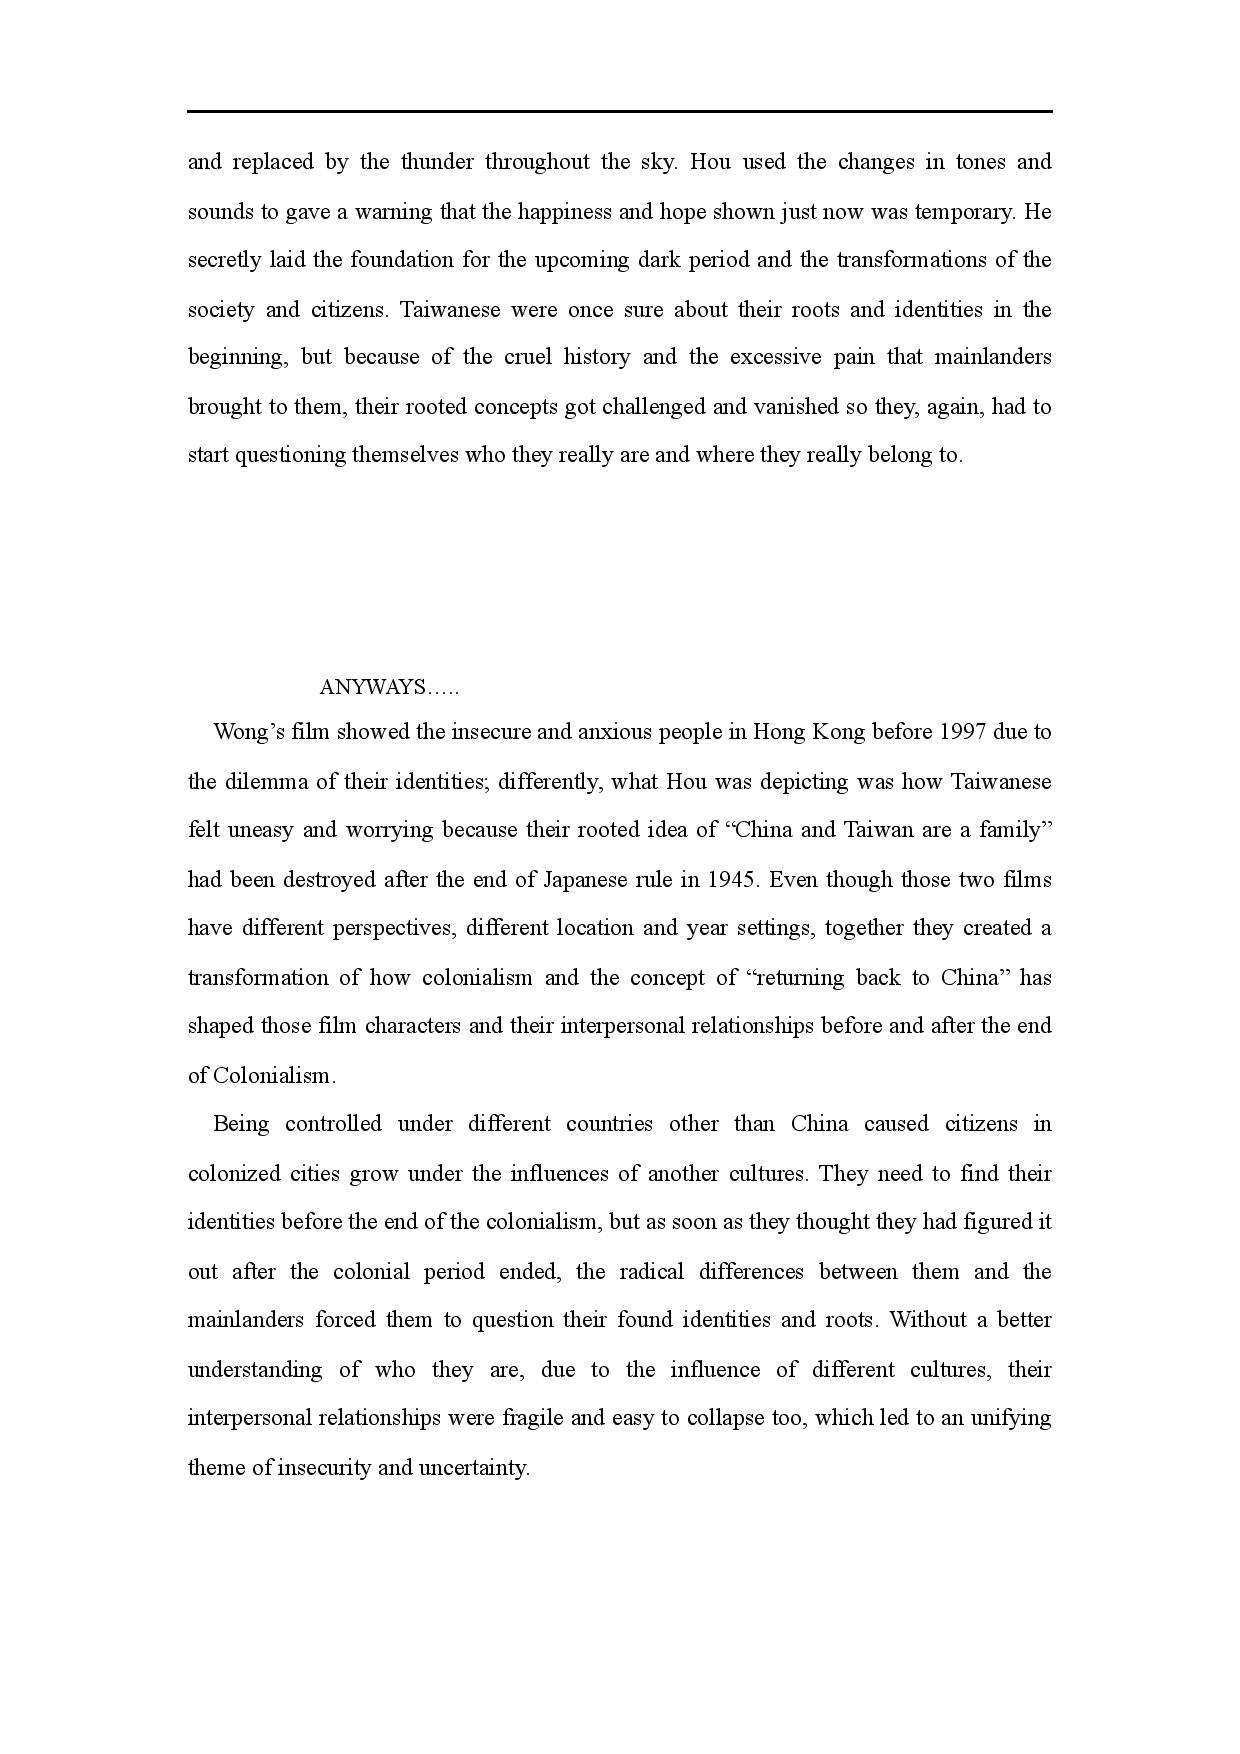 and replaced by the thunder throughout the sky. Hou used the changes in tones and
sounds to gave a warning that the happiness and hope shown just now was temporary. He
secretly laid the foundation for the upcoming dark period and the transformations of the
society and citizens. Taiwanese were once sure about their roots and identities in the
beginning, but because of the cruel history and the excessive pain that mainlanders
brought to them, their rooted concepts got challenged and vanished so they, again, had to
start questioning themselves who they really are and where they really belong to.
ANYWAYS…..
Wong’s film showed the insecure and anxious people in Hong Kong before 1997 due to
the dilemma of their identities; differently, what Hou was depicting was how Taiwanese
felt uneasy and worrying because their rooted idea of “China and Taiwan are a family”
had been destroyed after the end of Japanese rule in 1945. Even though those two films
have different perspectives, different location and year settings, together they created a
transformation of how colonialism and the concept of “returning back to China” has
shaped those film characters and their interpersonal relationships before and after the end
of Colonialism.
Being controlled under different countries other than China caused citizens in
colonized cities grow under the influences of another cultures. They need to find their
identities before the end of the colonialism, but as soon as they thought they had figured it
out after the colonial period ended, the radical differences between them and the
mainlanders forced them to question their found identities and roots. Without a better
understanding of who they are, due to the influence of different cultures, their
interpersonal relationships were fragile and easy to collapse too, which led to an unifying
theme of insecurity and uncertainty.